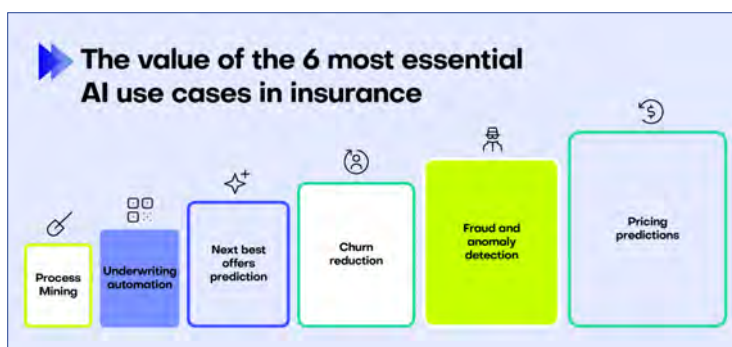 The value of the 6 most essential
AI use cases in insurance
Process
Mining
Underwriting
automation
Next best
offers
prediction
Churn
reduction
Fraud and
anomaly
detection
Pricing
predictions